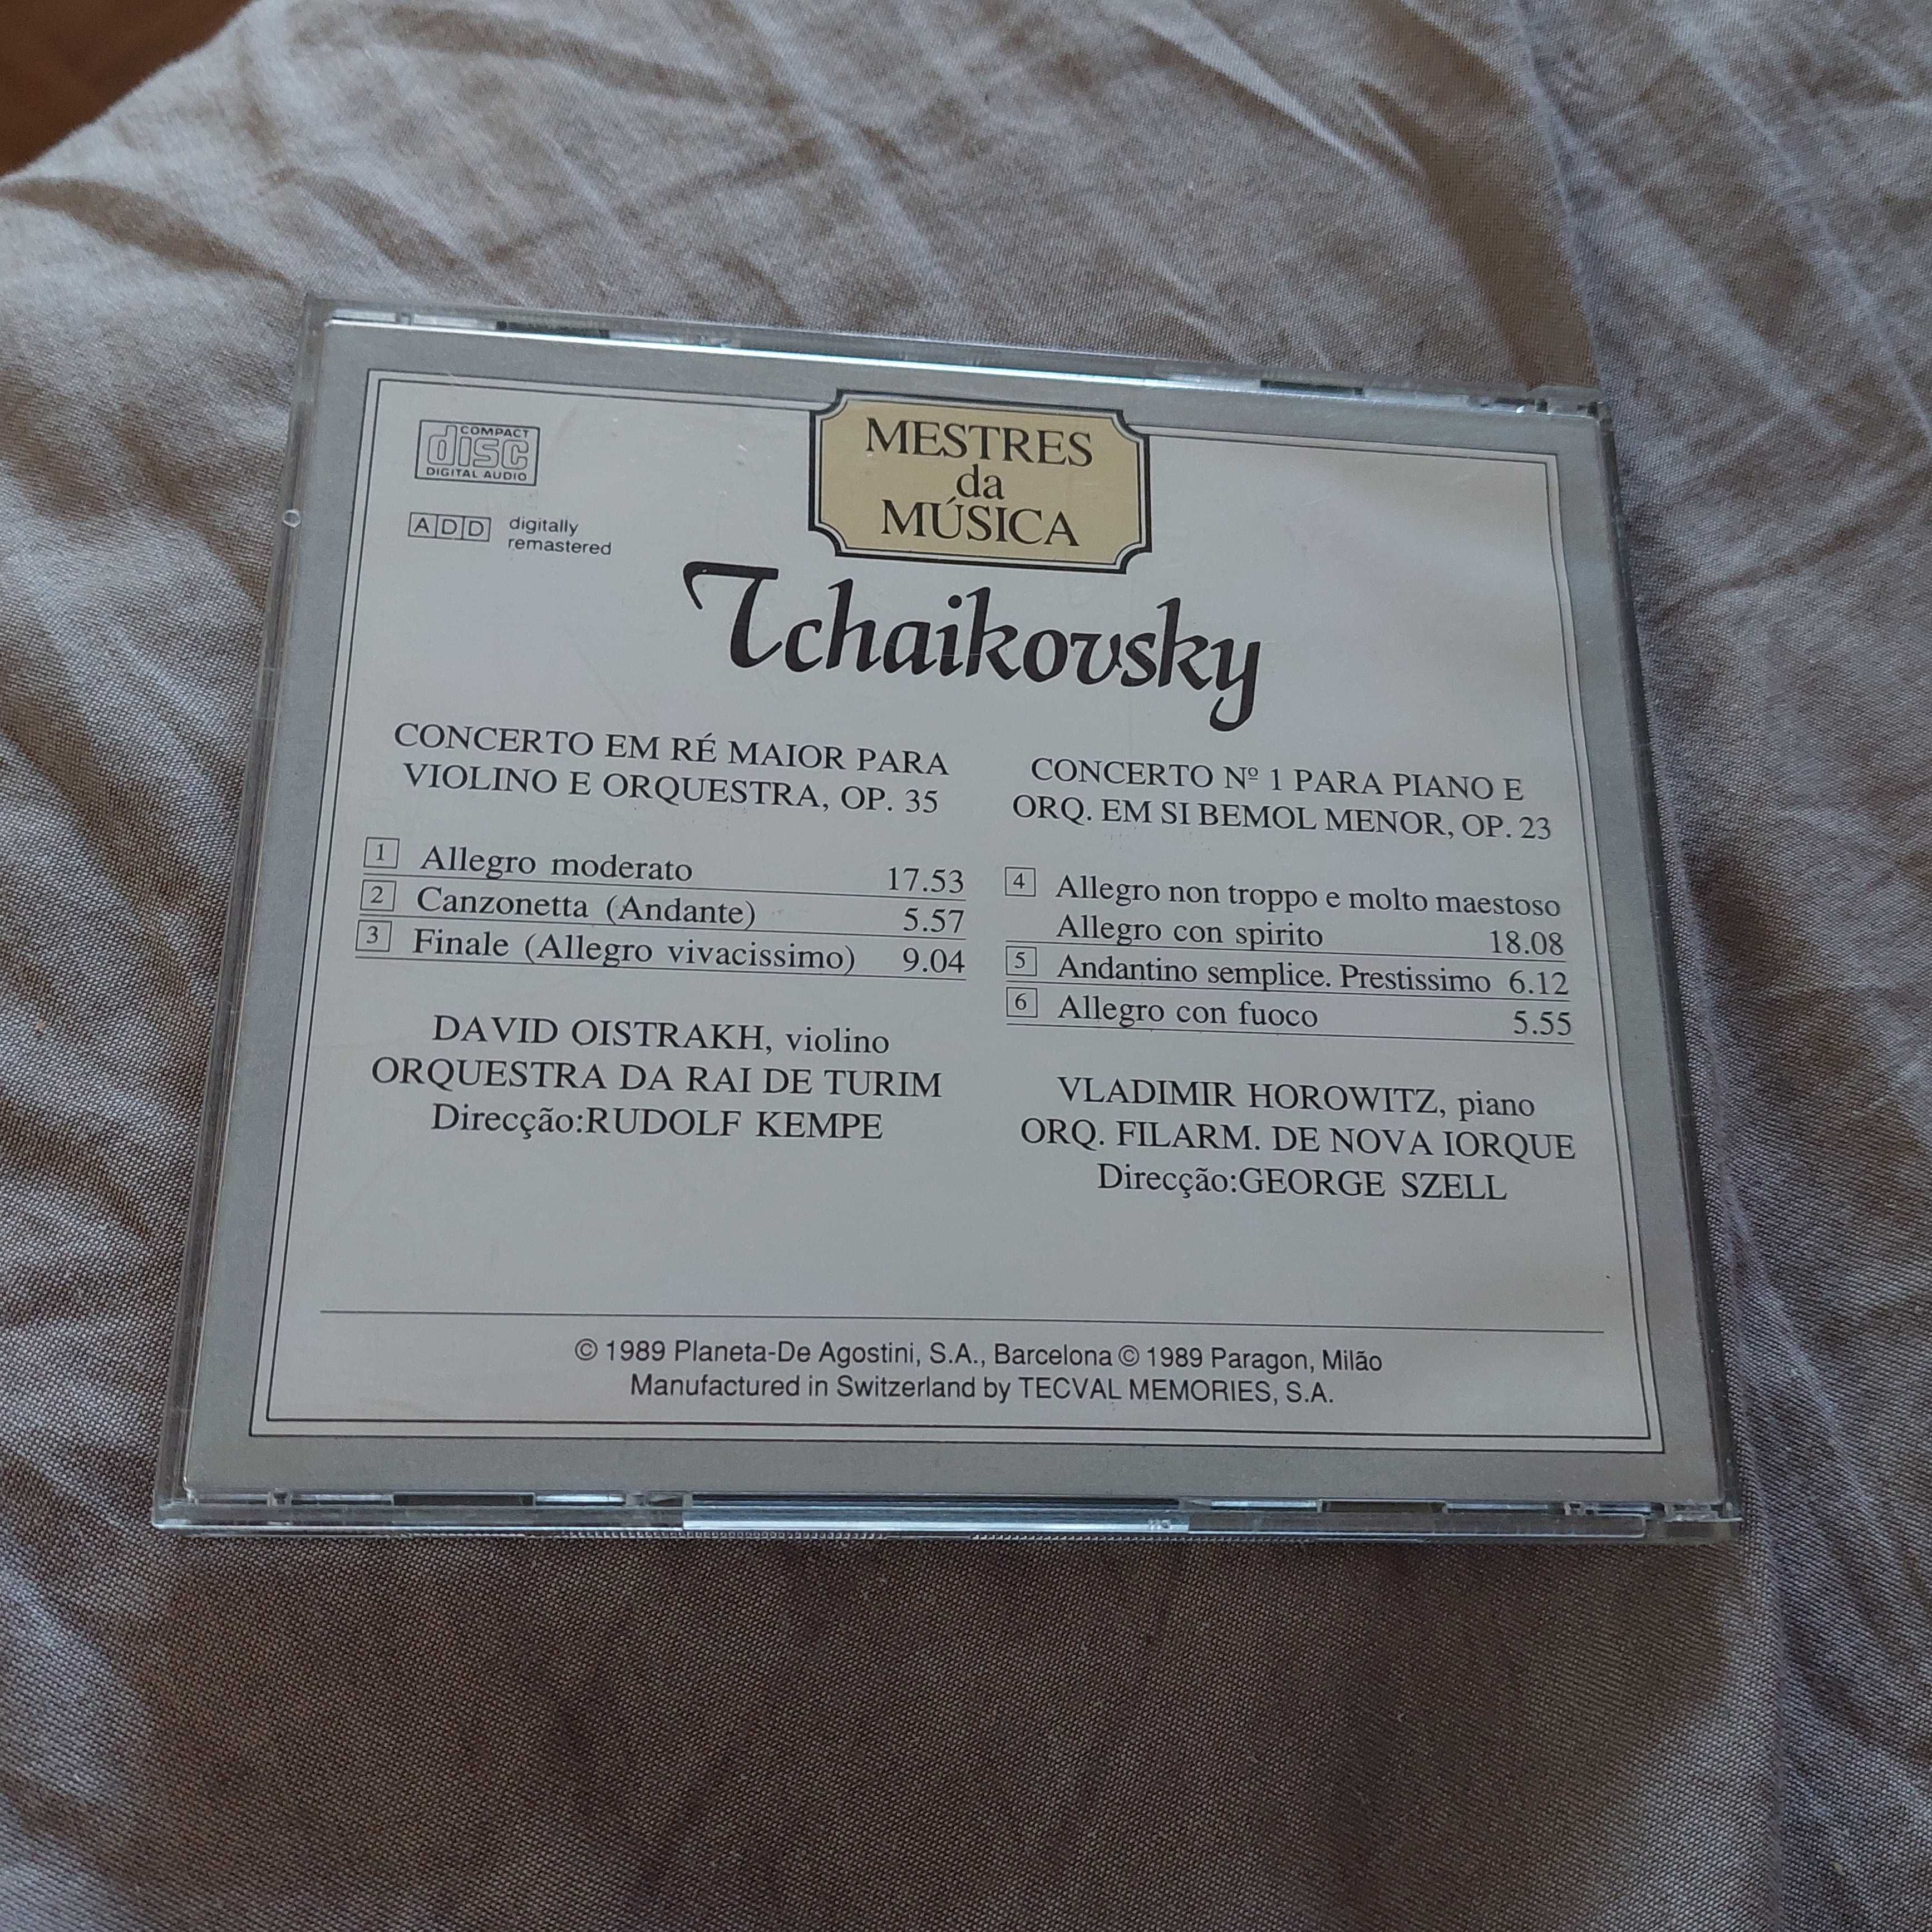 COMPACT
disc
DIGITAL AUDIO
ADD
digitally
remastered
MESTRES
da
MÚSICA
Tchaikovsky
CONCERTO EM RÉ MAIOR PARA
VIOLINO E ORQUESTRA, OP. 35
1 Allegro moderato 17.53
2 Canzonetta (Andante) 5.57
3 Finale (Allegro vivacissimo) 9.04
DAVID OISTRAKH, violino
ORQUESTRA DA RAI DE TURIM
Direcção:RUDOLF KEMPE
CONCERTO Nº 1 PARA PIANO E
ORQ. EM SI BEMOL MENOR, OP. 23
4 Allegro non troppo e molto maestoso
Allegro con spirito 18.08
5 Andantino semplice. Prestissimo 6.12
6 Allegro con fuoco 5.55
VLADIMIR HOROWITZ, piano
ORQ. FILARM. DE NOVA IORQUE
Direcção:GEORGE SZELL
© 1989 Planeta-De Agostini, S.A., Barcelona © 1989 Paragon, Milão
Manufactured in Switzerland by TECVAL MEMORIES, S.A.